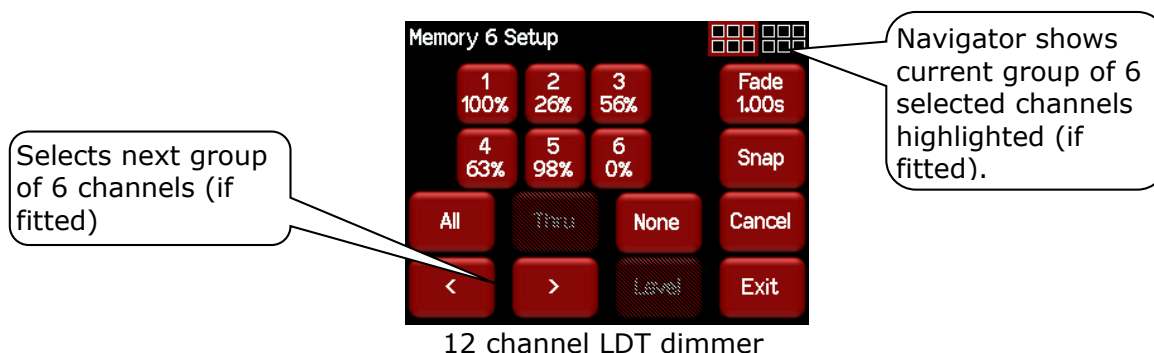 Memory 6 Setup
1
100%
2
26%
3
56%
Fade
1.00s
4
63%
5
98%
6
0%
Snap
All
Thru
None
Cancel
<
>
Level
Exit
Selects next group
of 6 channels (if
fitted)
Navigator shows
current group of 6
selected channels
highlighted (if
fitted).
12 channel LDT dimmer